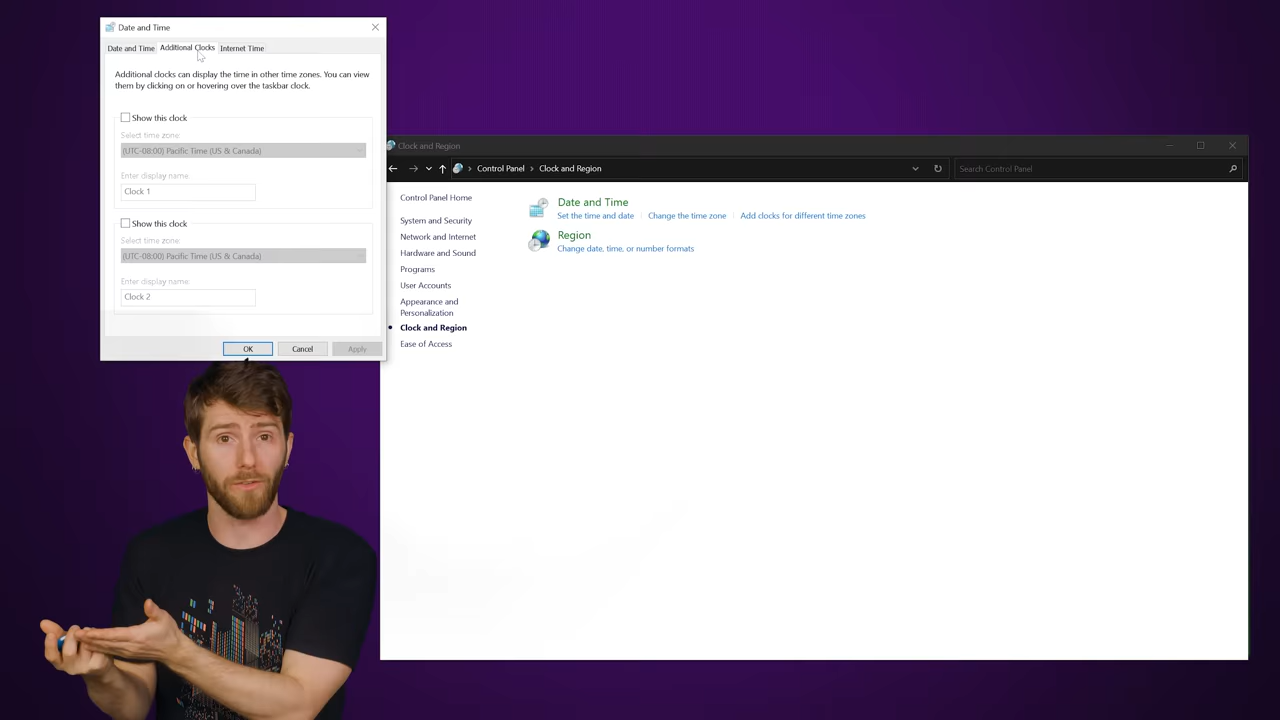 Date and Time
Date and Time
Additional Clocks
Internet Time
Additional clocks can display the time in other time zones. You can view
them by clicking on or hovering over the taskbar clock.
Show this clock
Select time zone:
(UTC-08:00) Pacific Time (US & Canada)
Enter display name:
Clock 1
Show this clock
Select time zone:
(UTC-08:00) Pacific Time (US & Canada)
Enter display name:
Clock 2
OK
Cancel
Apply
Clock and Region
Control Panel
Clock and Region
Search Control Panel
Control Panel Home
System and Security
Network and Internet
Hardware and Sound
Programs
User Accounts
Appearance and
Personalization
Clock and Region
Ease of Access
Date and Time
Set the time and date
Change the time zone
Add clocks for different time zones
Region
Change date, time, or number formats